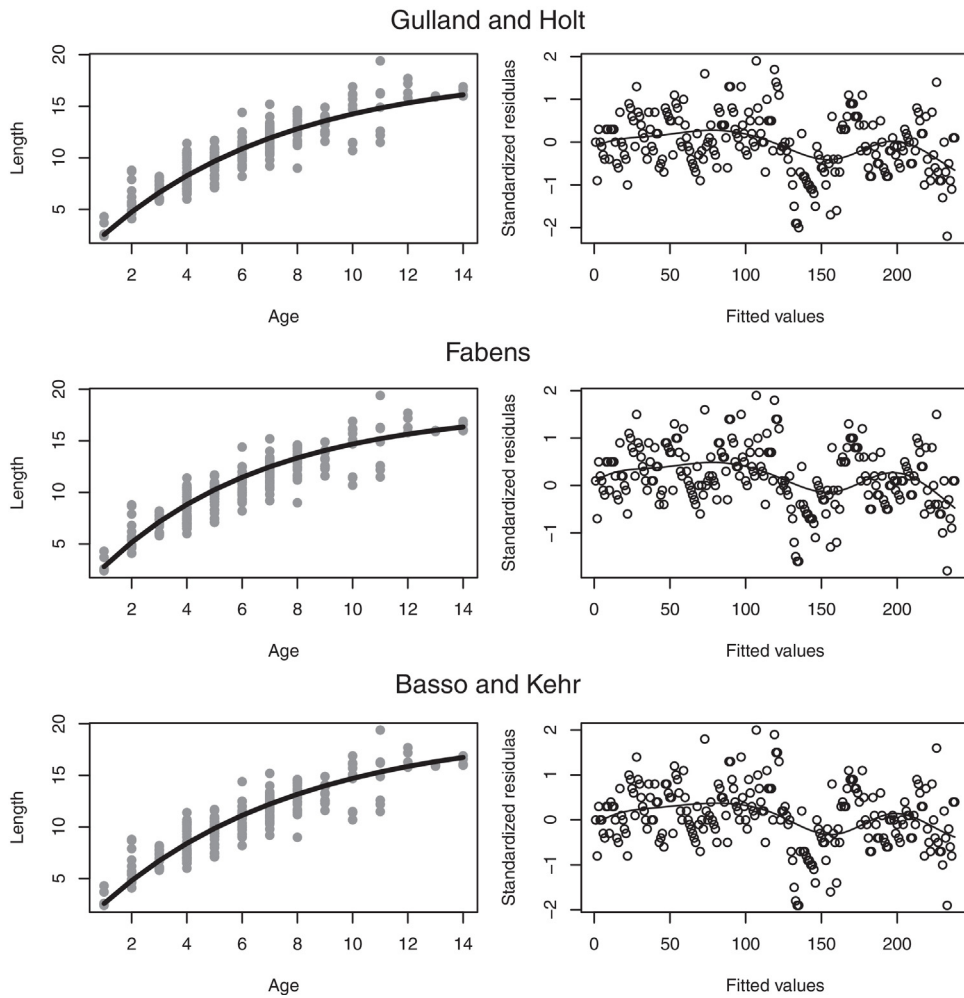 Gulland and Holt
20
15
10
5
Length
2 4 6 8 10 12 14
Age
2
1
0
−1
−2
Standardized residulas
0 50 100 150 200
Fitted values
Fabens
20
15
10
5
Length
2 4 6 8 10 12 14
Age
2
1
0
−1
Standardized residulas
0 50 100 150 200
Fitted values
Basso and Kehr
20
15
10
5
Length
2 4 6 8 10 12 14
Age
2
1
0
−1
−2
Standardized residulas
0 50 100 150 200
Fitted values